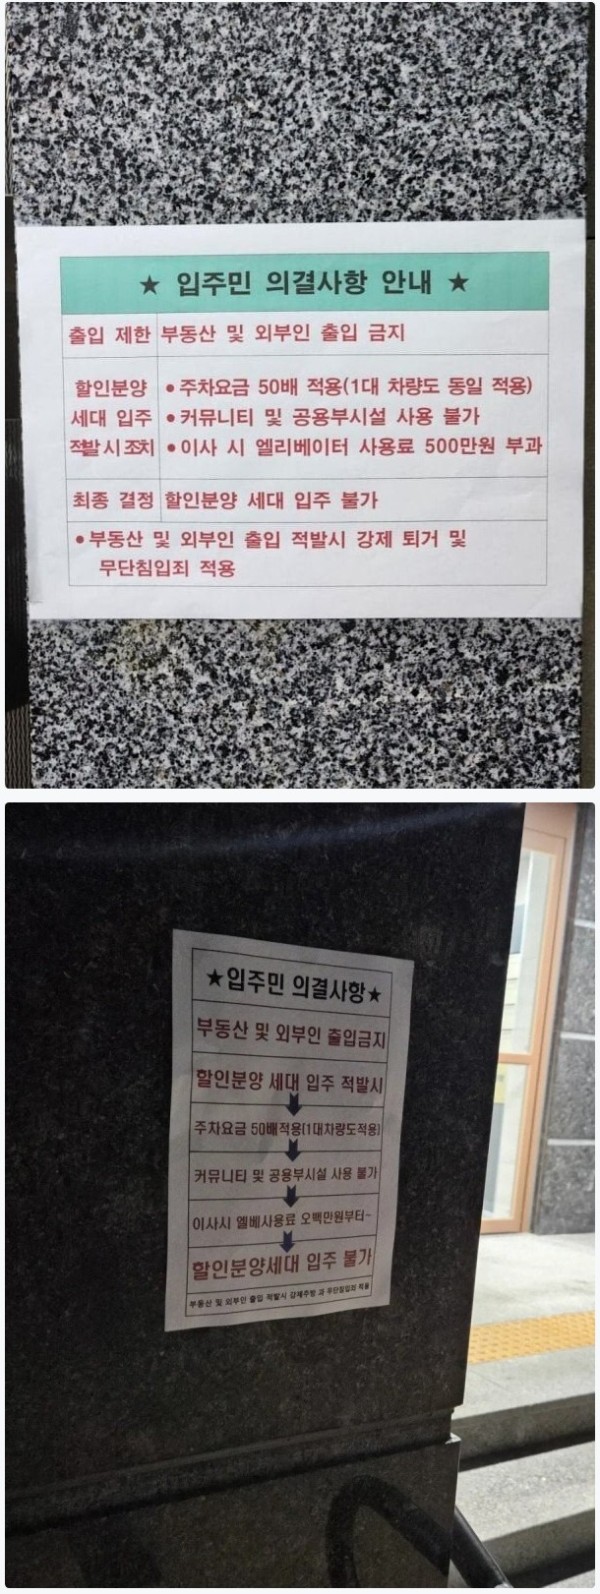 ★ 입주민 의결사항 안내 ★
출입 제한 부동산 및 외부인 출입 금지
할인분양 • 주차요금 50배 적용(1대 차량도 동일 적용)
세대 입주 • 커뮤니티 및 공용부시설 사용 불가
적발시조치 • 이사 시 엘리베이터 사용료 500만원 부과
최종 결정 할인분양 세대 입주 불가
• 부동산 및 외부인 출입 적발시 강제 퇴거 및
무단침입죄 적용
★입주민 의결사항★
부동산 및 외부인 출입금지
할인분양 세대 입주 적발시
주차요금 50배적용(1대차량도적용)
커뮤니티 및 공용부시설 사용 불가
이사시 엘베사용료 오백만원부터~
할인분양세대 입주 불가
부동산 및 외부인 출입 적발시 강제추방 과 무단침입죄 적용